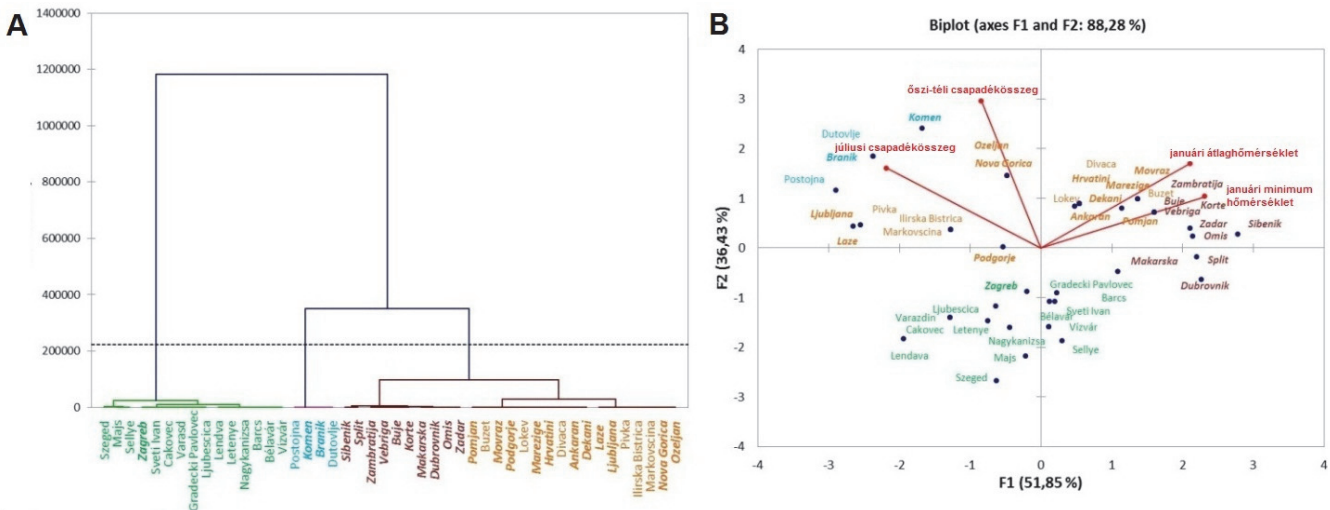 A
1400000
1200000
1000000
800000
600000
400000
200000
0
Szeged
Majs
Sellye
Zagreb
Sveti Ivan
Cakovec
Varasd
Gradecki Pavlovec
Ljubescica
Lendva
Letenye
Nagykanizsa
Barcs
Bélavár
Vízvár
Postojna
Komen
Branik
Dutovlje
Sibenik
Split
Zambratija
Vebriga
Buje
Korte
Makarska
Dubrovnik
Omis
Zadar
Ponjan
Buzet
Movraz
Podgorje
Lokev
Marezige
Hrvatini
Divaca
Ankaran
Dekani
Laze
Ljubljana
Pivka
Ilirska Bistrica
Markovscina
Nova Gorica
Ozeljan
B
Biplot (axes F1 and F2: 88,28 %)
F2 (36,43 %)
4
3
2
1
0
-1
-2
-3
-4
őszi-téli csapadékösszeg
Komen
Dutovlje
júliusi csapadékösszeg
Ozeljan
Branik
Nova Gorica
Postojna
januári átlaghőmérséklet
Divaca
Movraz
Hrvatini
Marezige
Zambratija
januári minimum
hőmérséklet
Buzet
Lokev
Dekani
Buje
Korte
Vebriga
Ankaran
Pomjan
Zadar
Sibenik
Omis
Ljubljana
Pivka
Ilirska Bistrica
Markovscina
Laze
Podgorje
Makarska
Split
Dubrovnik
Zagreb
Gradecki Pavlovec
Barcs
Ljubescica
Sveti Ivan
Varazdin
Bélavár
Cakovec
Letenye
Vízvár
Nagykanizsa
Lendava
Majs
Sellye
Szeged
-4
-3
-2
-1
0
1
2
3
4
F1 (51,85 %)